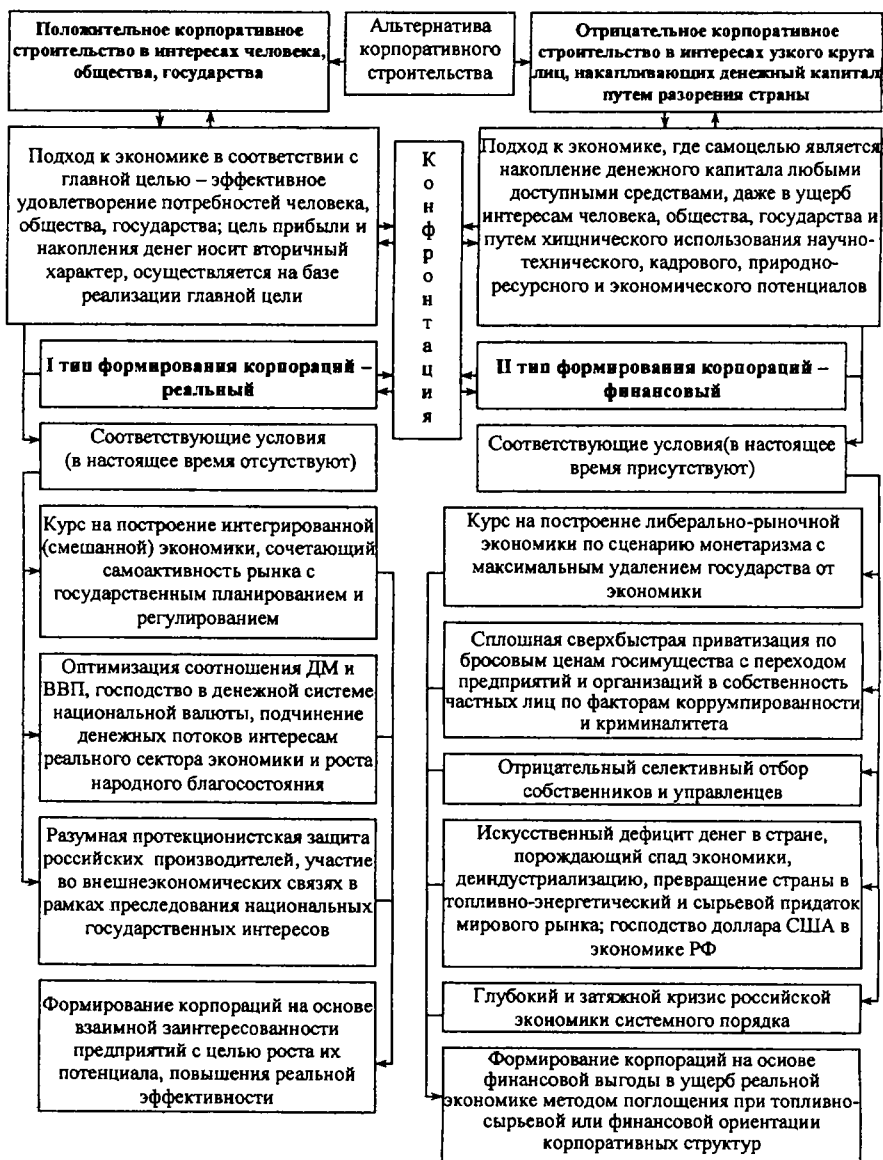 Альтернатива
корпоративного
строительства
Положительное корпоративное
строительство в интересах человека,
общества, государства
Отрицательное корпоративное
строительство в интересах узкого круга
лиц, накапливающих денежный капитал
путем разорения страны
Подход к экономике в соответствии с
главной целью – эффективное
удовлетворение потребностей человека,
общества, государства; цель прибыли и
накопления денег носит вторичный
характер, осуществляется на базе
реализации главной цели
Конфронтация
Подход к экономике, где самоцелью является
накопление денежного капитала любыми
доступными средствами, даже в ущерб
интересам человека, общества, государства и
путем хищнического использования научно-
технического, кадрового, природно-
ресурсного и экономического потенциалов
I тип формирования корпораций –
реальный
II тип формирования корпораций –
финансовый
Соответствующие условия
(в настоящее время отсутствуют)
Соответствующие условия(в настоящее
время присутствуют)
Курс на построение интегрированной
(смешанной) экономики, сочетающий
самоактивность рынка с
государственным планированием и
регулированием
Оптимизация соотношения ДМ и
ВВП, господство в денежной системе
национальной валюты, подчинение
денежных потоков интересам
реального сектора экономики и роста
народного благосостояния
Разумная протекционистская защита
российских производителей, участие
во внешнеэкономических связях в
рамках преследования национальных
государственных интересов
Формирование корпораций на основе
взаимной заинтересованности
предприятий с целью роста их
потенциала, повышения реальной
эффективности
Курс на построение либерально-рыночной
экономики по сценарию монетаризма с
максимальным удалением государства от
экономики
Сплошная сверхбыстрая приватизация по
бросовым ценам госимущества с переходом
предприятий и организаций в собственность
частных лиц по факторам коррумпированности
и криминалитета
Отрицательный селективный отбор
собственников и управленцев
Искусственный дефицит денег в стране,
порождающий спад экономики,
деиндустриализацию, превращение страны в
топливно-энергетический и сырьевой придаток
мирового рынка; господство доллара США в
экономике РФ
Глубокий и затяжной кризис российской
экономики системного порядка
Формирование корпораций на основе
финансовой выгоды в ущерб реальной
экономике методом поглощения при топливно-
сырьевой или финансовой ориентации
корпоративных структур